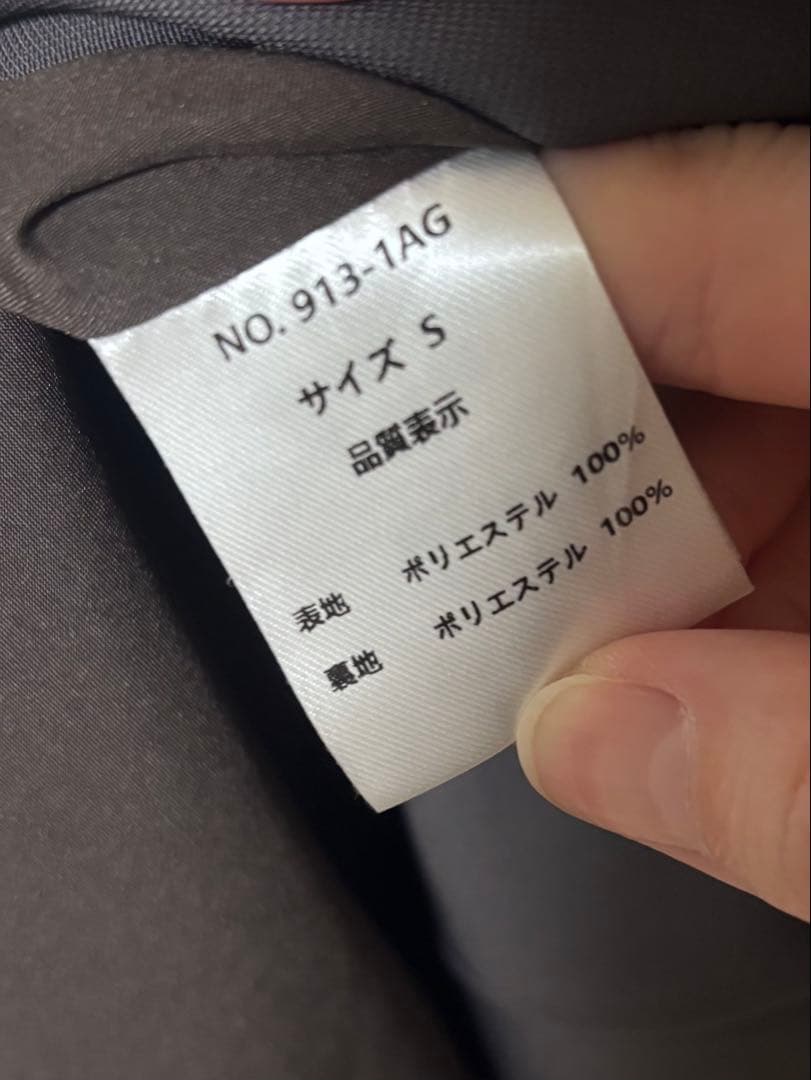 NO. 913-1AG
サイズ S
品質表示
表地 ポリエステル 100%
裏地 ポリエステル 100%